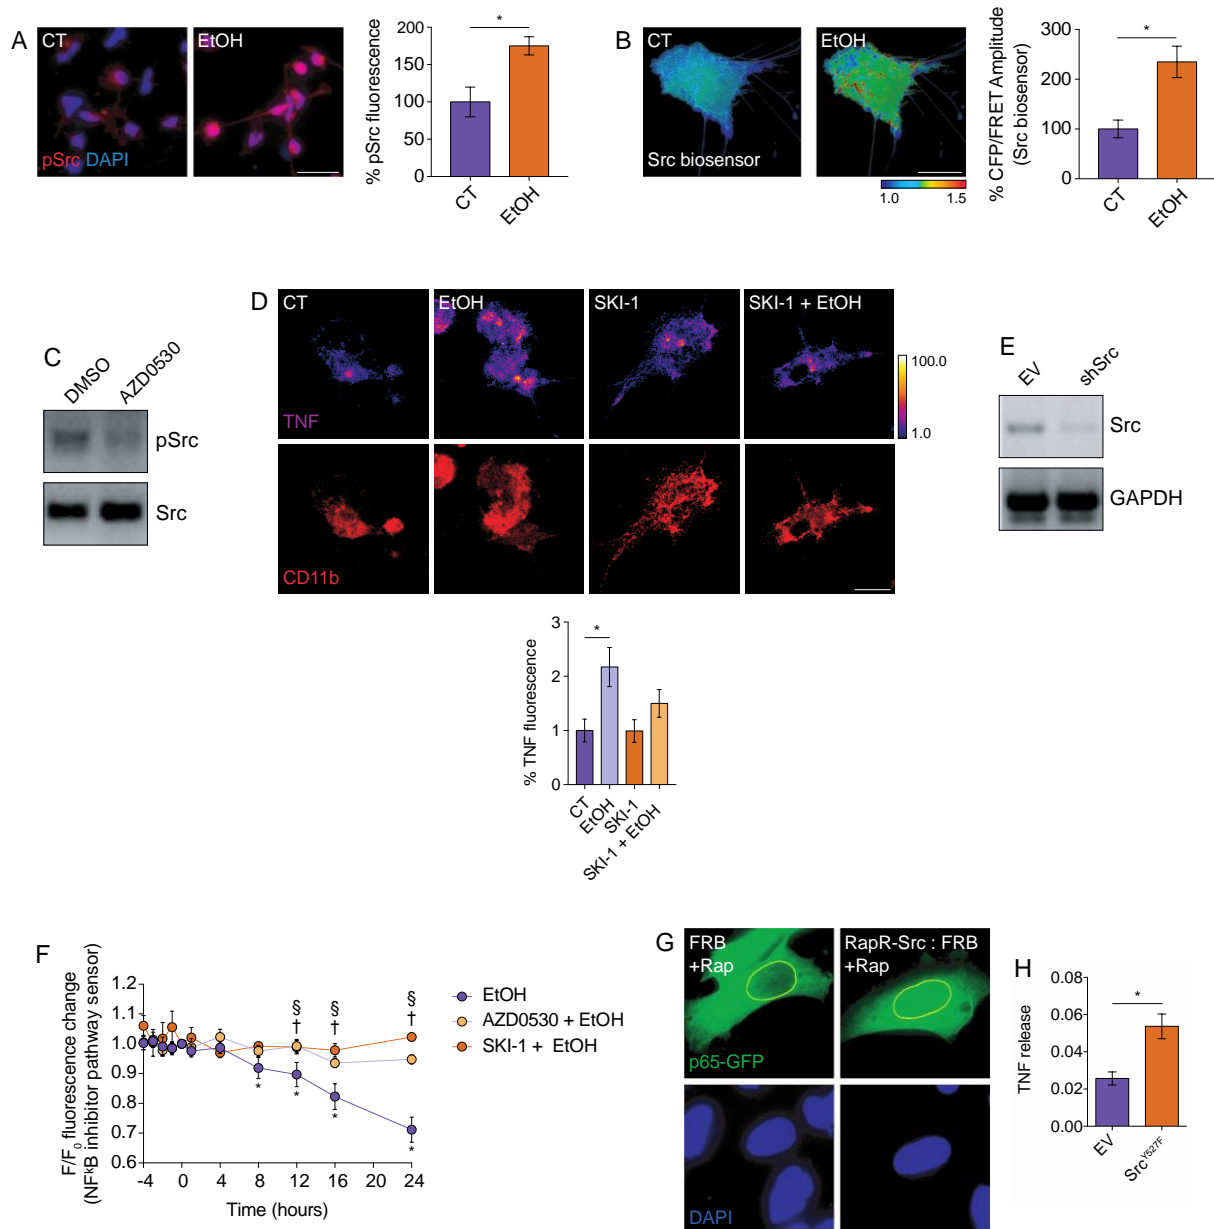 A
CT
EtOH
pSrc DAPI
% pSrc fluorescence
200
150
100
50
0
*
CT
EtOH
B
CT
EtOH
Src biosensor
1.0
1.5
% CFP/FRET Amplitude
(Src biosensor)
300
200
100
0
*
CT
EtOH
C
DMSO
AZD0530
pSrc
Src
D
CT
EtOH
SKI-1
SKI-1 + EtOH
TNF
100.0
1.0
CD11b
% TNF fluorescence
3
2
1
0
*
CT
EtOH
SKI-1
SKI-1 + EtOH
E
EV
shSrc
Src
GAPDH
F
F/F0 fluorescence change
(NFkB inhibitor pathway sensor)
1.2
1.1
1.0
0.9
0.8
0.7
0.6
§ § §
† † †
* * * *
-4 0 4 8 12 16 20 24
Time (hours)
EtOH
AZD0530 + EtOH
SKI-1 + EtOH
G
FRB
+Rap
RapR-Src : FRB
+Rap
p65-GFP
DAPI
H
TNF release
0.08
0.06
0.04
0.02
0.00
*
EV
SrcY527F